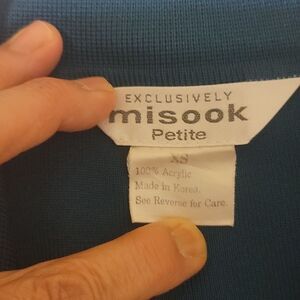 EXCLUSIVELY
misook
Petite
XS
100% Acrylic
Made in Korea.
See Reverse for Care.